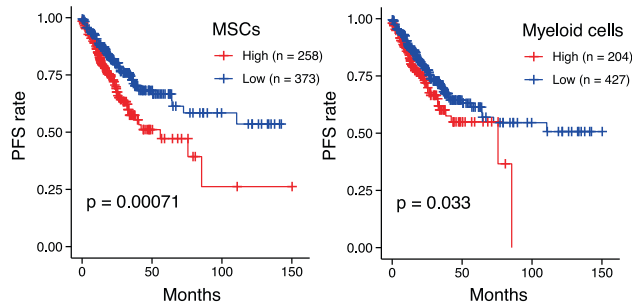 MSCs
High (n = 258)
Low (n = 373)
PFS rate
1.00
0.75
0.50
0.25
0.00
p = 0.00071
0 50 100 150
Months
Myeloid cells
High (n = 204)
Low (n = 427)
PFS rate
1.00
0.75
0.50
0.25
0.00
p = 0.033
0 50 100 150
Months